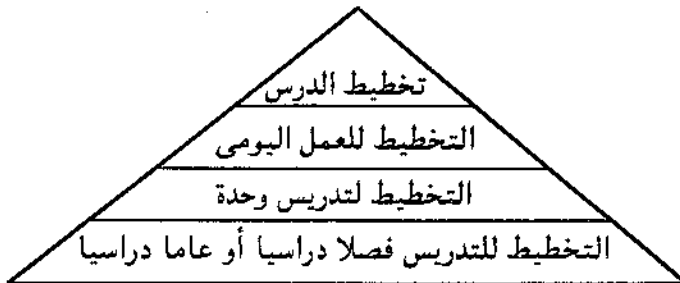 تخطيط الدرس
التخطيط للعمل اليومى
التخطيط لتدريس وحدة
التخطيط للتدريس فصلا دراسيا أو عاما دراسيا